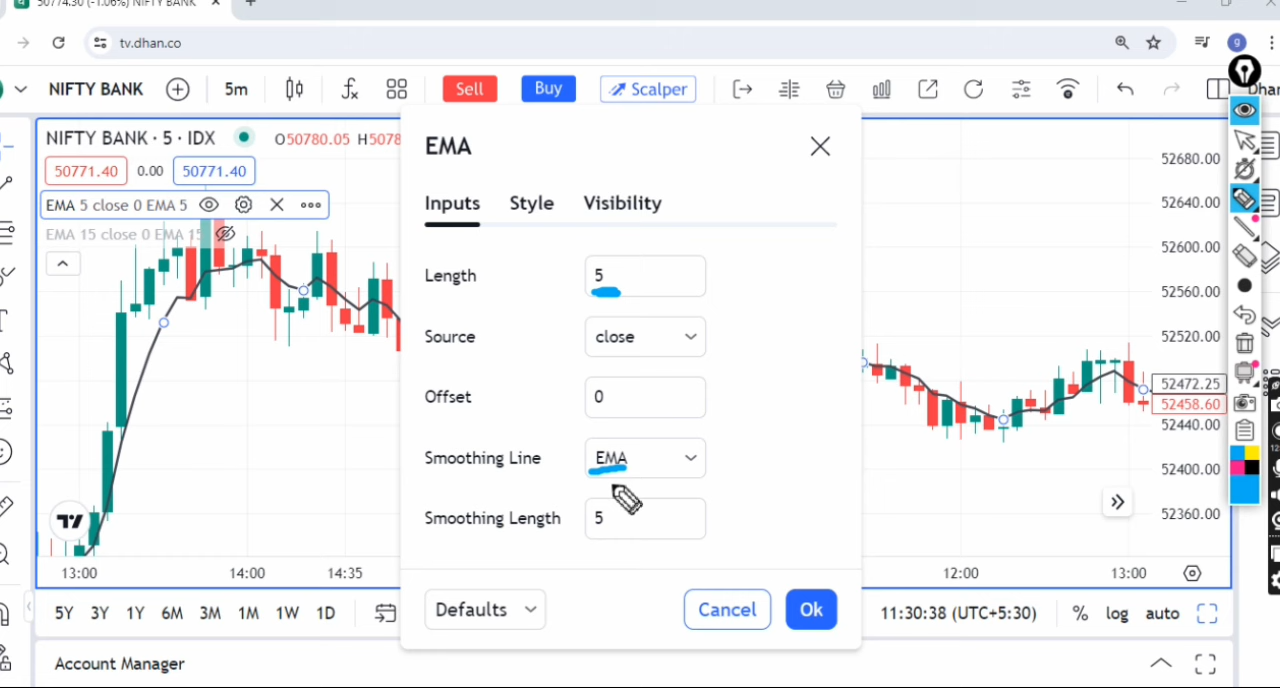 50774.30 (-1.06%) NIFTY BANK
tv.dhan.co
g
NIFTY BANK
5m
Sell
Buy
Scalper
Dhan
NIFTY BANK · 5 · IDX
O50780.05 H5078
50771.40
0.00
50771.40
EMA 5 close 0 EMA 5
EMA 15 close 0 EMA 15
EMA
Inputs
Style
Visibility
Length
5
Source
close
Offset
0
Smoothing Line
EMA
Smoothing Length
5
Defaults
Cancel
Ok
52680.00
52640.00
52600.00
52560.00
52520.00
52472.25
52458.60
52440.00
52400.00
52360.00
13:00
14:00
14:35
12:00
13:00
5Y
3Y
1Y
6M
3M
1M
1W
1D
11:30:38 (UTC+5:30)
%
log
auto
Account Manager